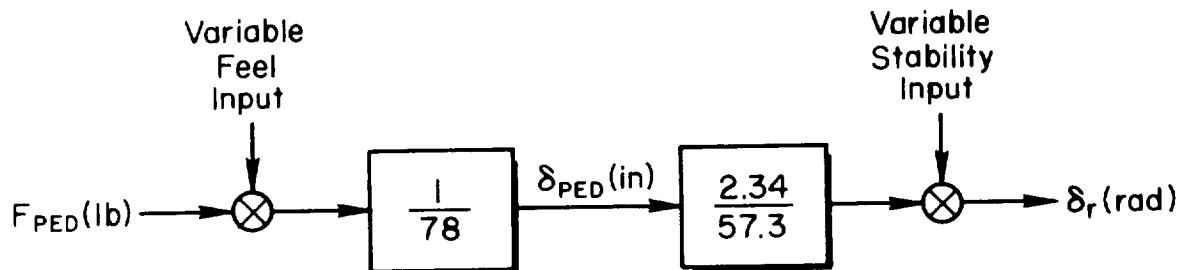 Variable
Feel
Input
Variable
Stability
Input
F_PED(lb)
1
78
δ_PED(in)
2.34
57.3
δ_r(rad)